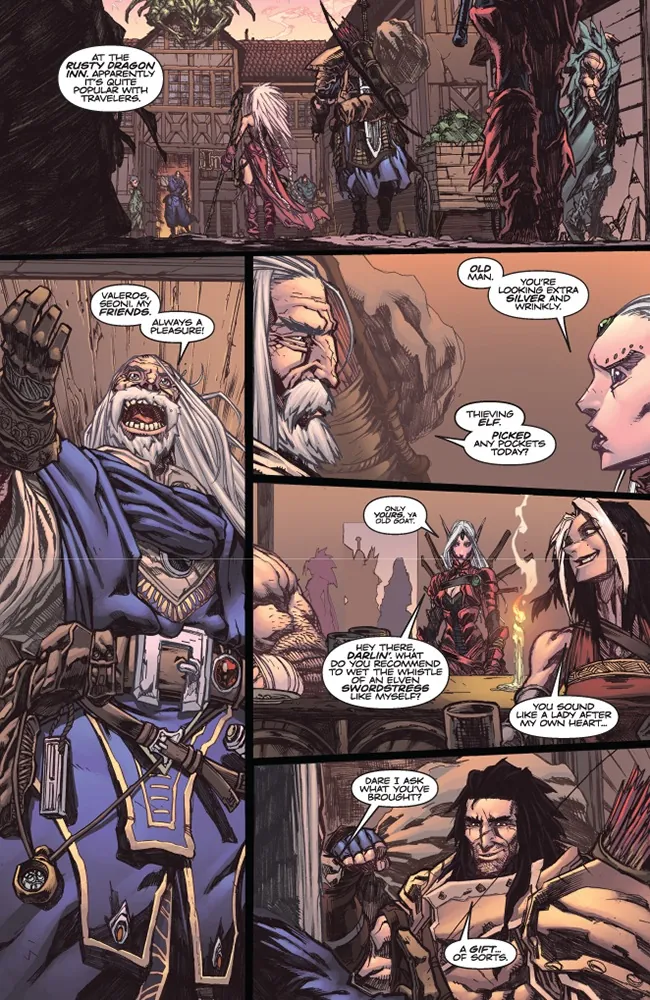 AT THE
RUSTY DRAGON
INN. APPARENTLY
IT'S QUITE
POPULAR WITH
TRAVELERS.
VALEROS,
SEONI. MY
FRIENDS.
ALWAYS A
PLEASURE!
OLD
MAN.
YOU'RE
LOOKING EXTRA
SILVER AND
WRINKLY.
THIEVING
ELF.
PICKED
ANY POCKETS
TODAY?
ONLY
YOURS, YA
OLD GOAT.
HEY THERE,
DARLIN'. WHAT
DO YOU RECOMMEND
TO WET THE WHISTLE
OF AN ELVEN
SWORDSTRESS
LIKE MYSELF?
YOU SOUND
LIKE A LADY AFTER
MY OWN HEART...
DARE I ASK
WHAT YOU'VE
BROUGHT?
A GIFT...
OF SORTS.